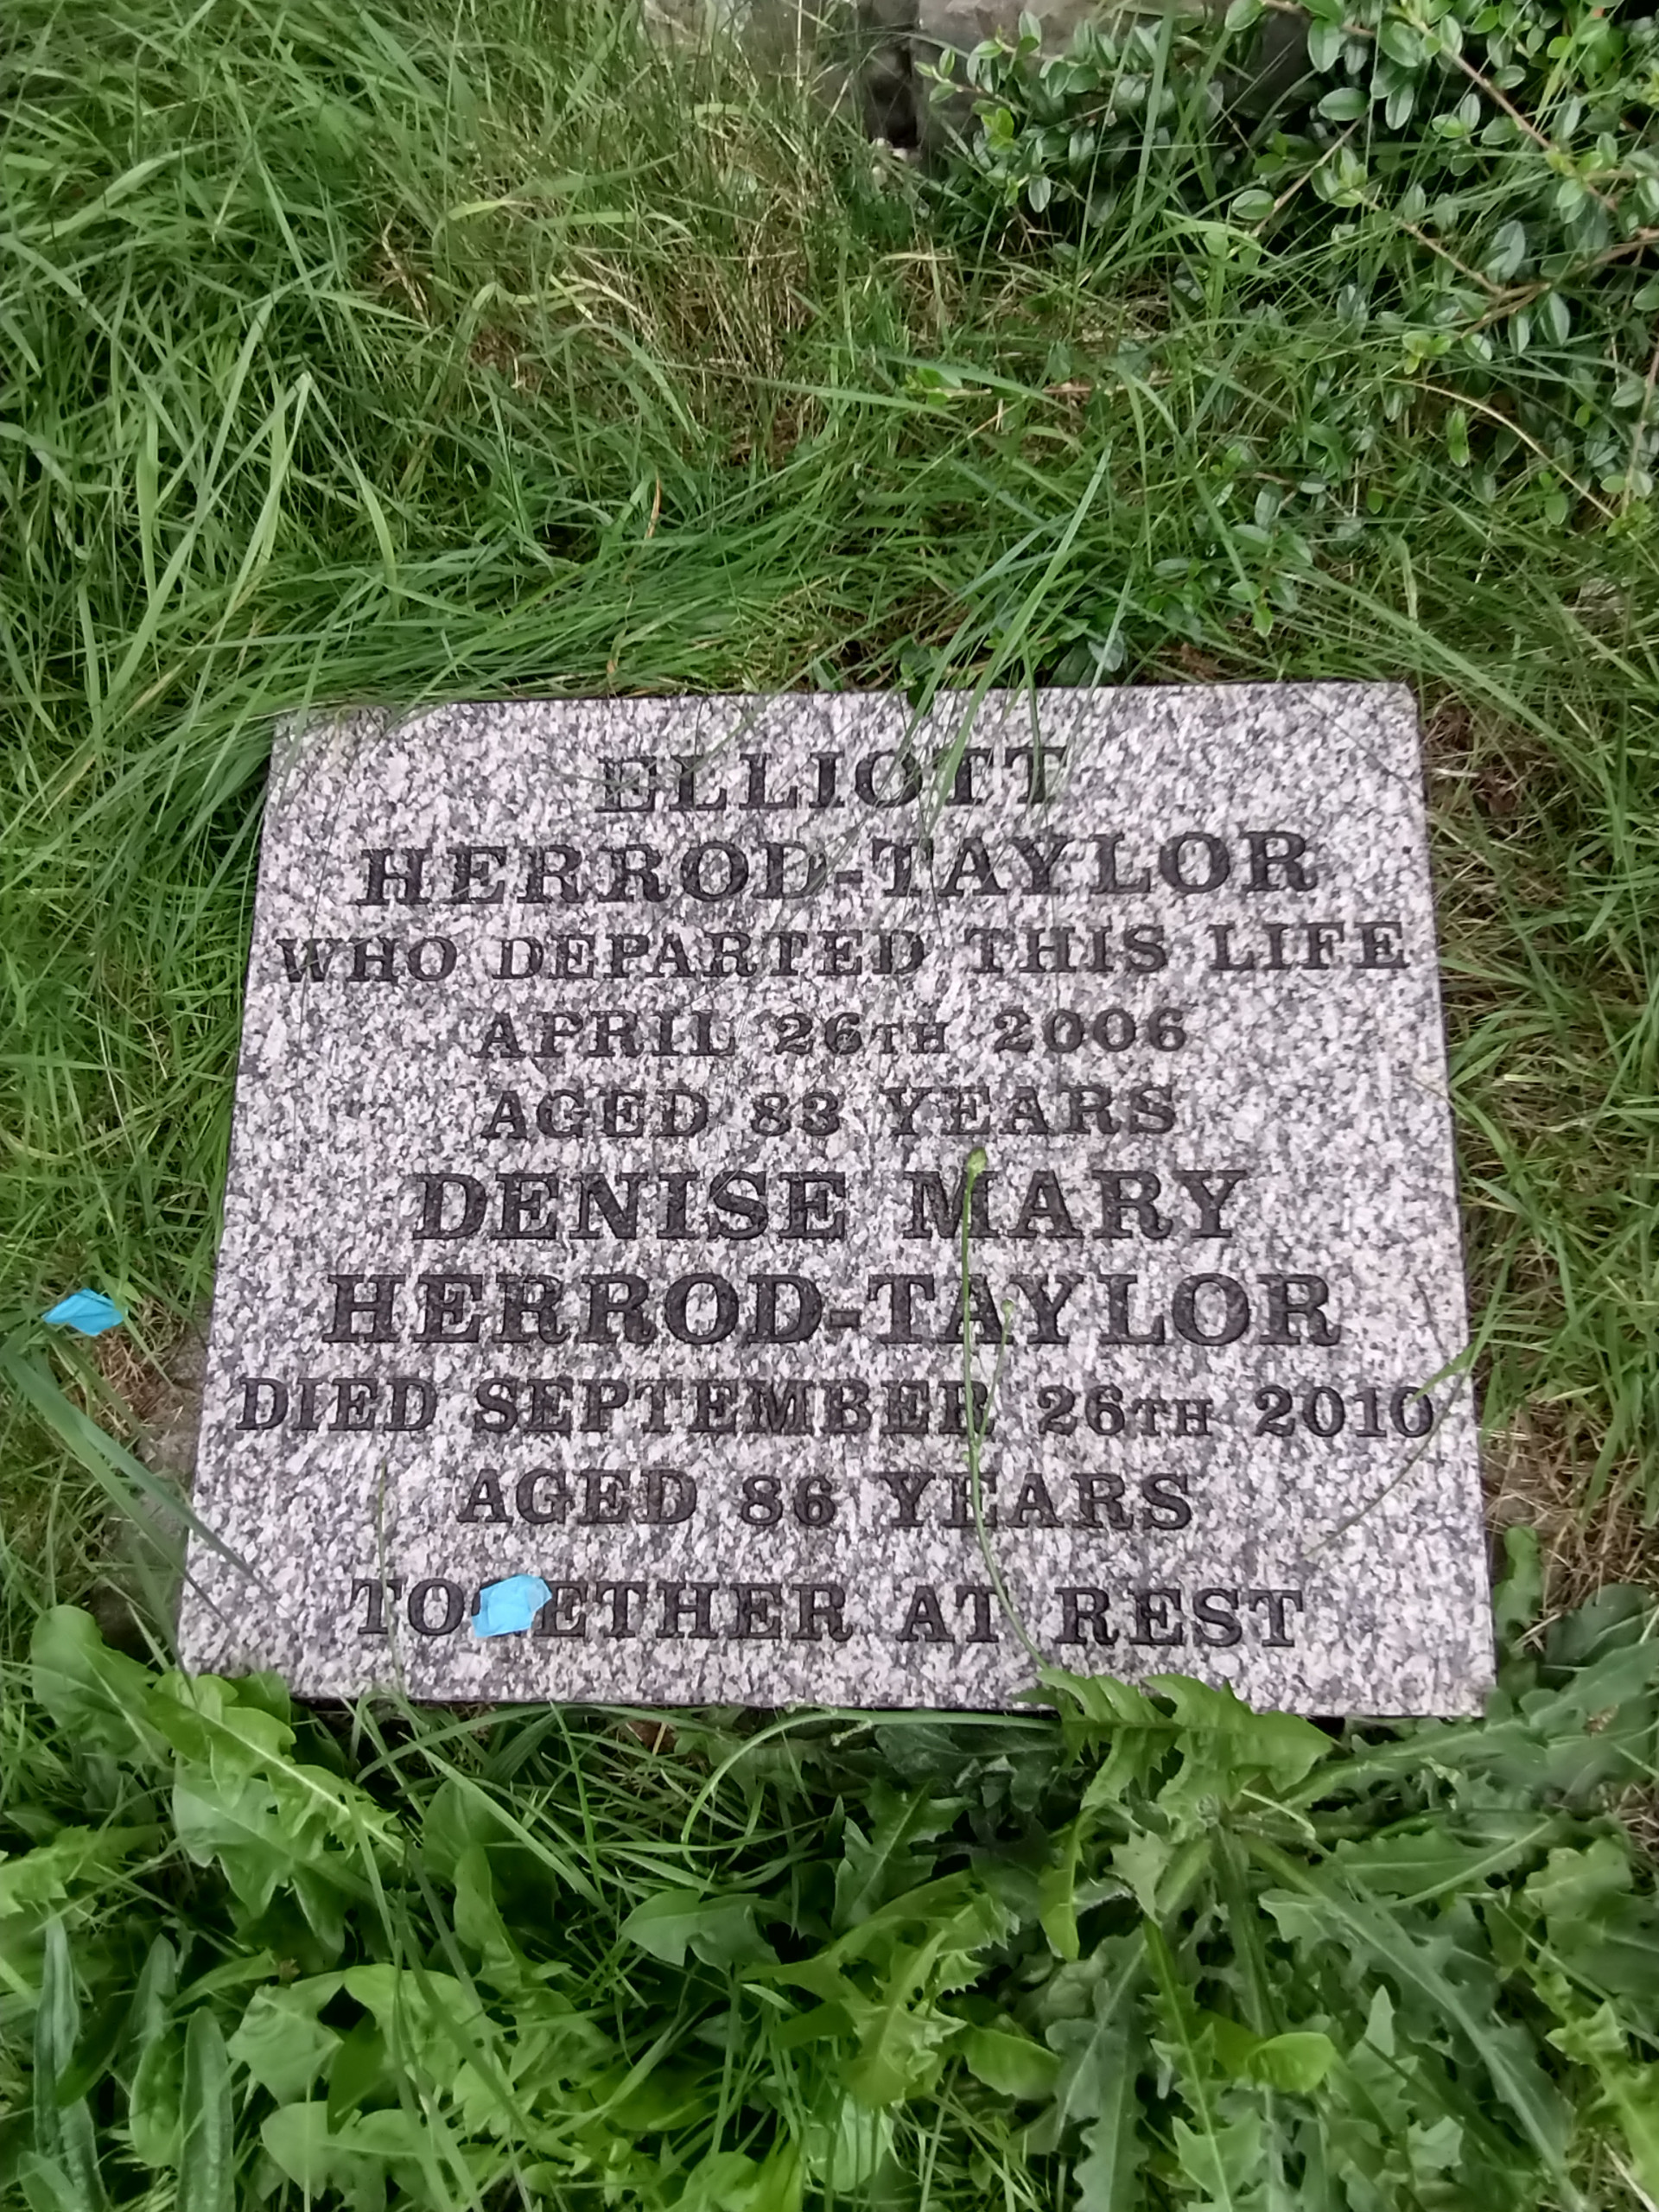 ELLIOTT
HERROD-TAYLOR
WHO DEPARTED THIS LIFE
APRIL 26TH 2006
AGED 83 YEARS
DENISE MARY
HERROD-TAYLOR
DIED SEPTEMBER 26TH 2010
AGED 86 YEARS
TOGETHER AT REST